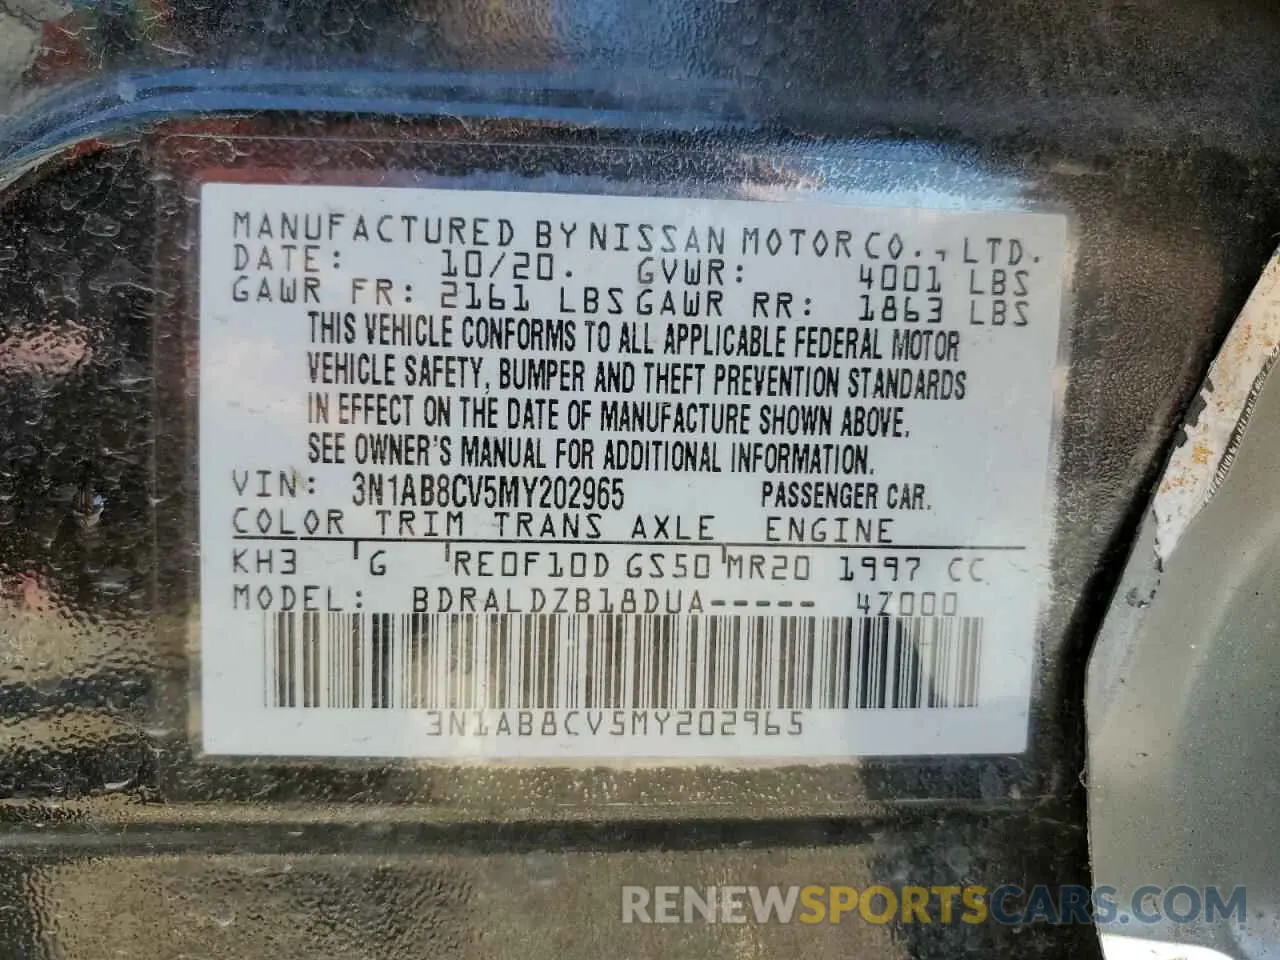 MANUFACTURED BY NISSAN MOTOR CO., LTD.
DATE: 10/20. GVWR: 4001 LBS
GAWR FR: 2161 LBS GAWR RR: 1863 LBS
THIS VEHICLE CONFORMS TO ALL APPLICABLE FEDERAL MOTOR
VEHICLE SAFETY, BUMPER AND THEFT PREVENTION STANDARDS
IN EFFECT ON THE DATE OF MANUFACTURE SHOWN ABOVE.
SEE OWNER'S MANUAL FOR ADDITIONAL INFORMATION.
VIN: 3N1AB8CV5MY202965 PASSENGER CAR.
COLOR TRIM TRANS AXLE ENGINE
KH3 G RE0F10D GS50 MR20 1997 CC
MODEL: BDRALDZB18DUA----- 4Z000
3N1AB8CV5MY202965
RENEWSPORTSCARS.COM